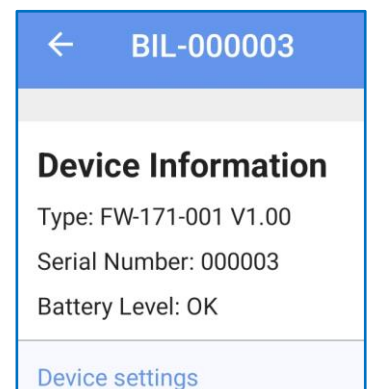 BIL-000003
Device Information
Type: FW-171-001 V1.00
Serial Number: 000003
Battery Level: OK
Device settings